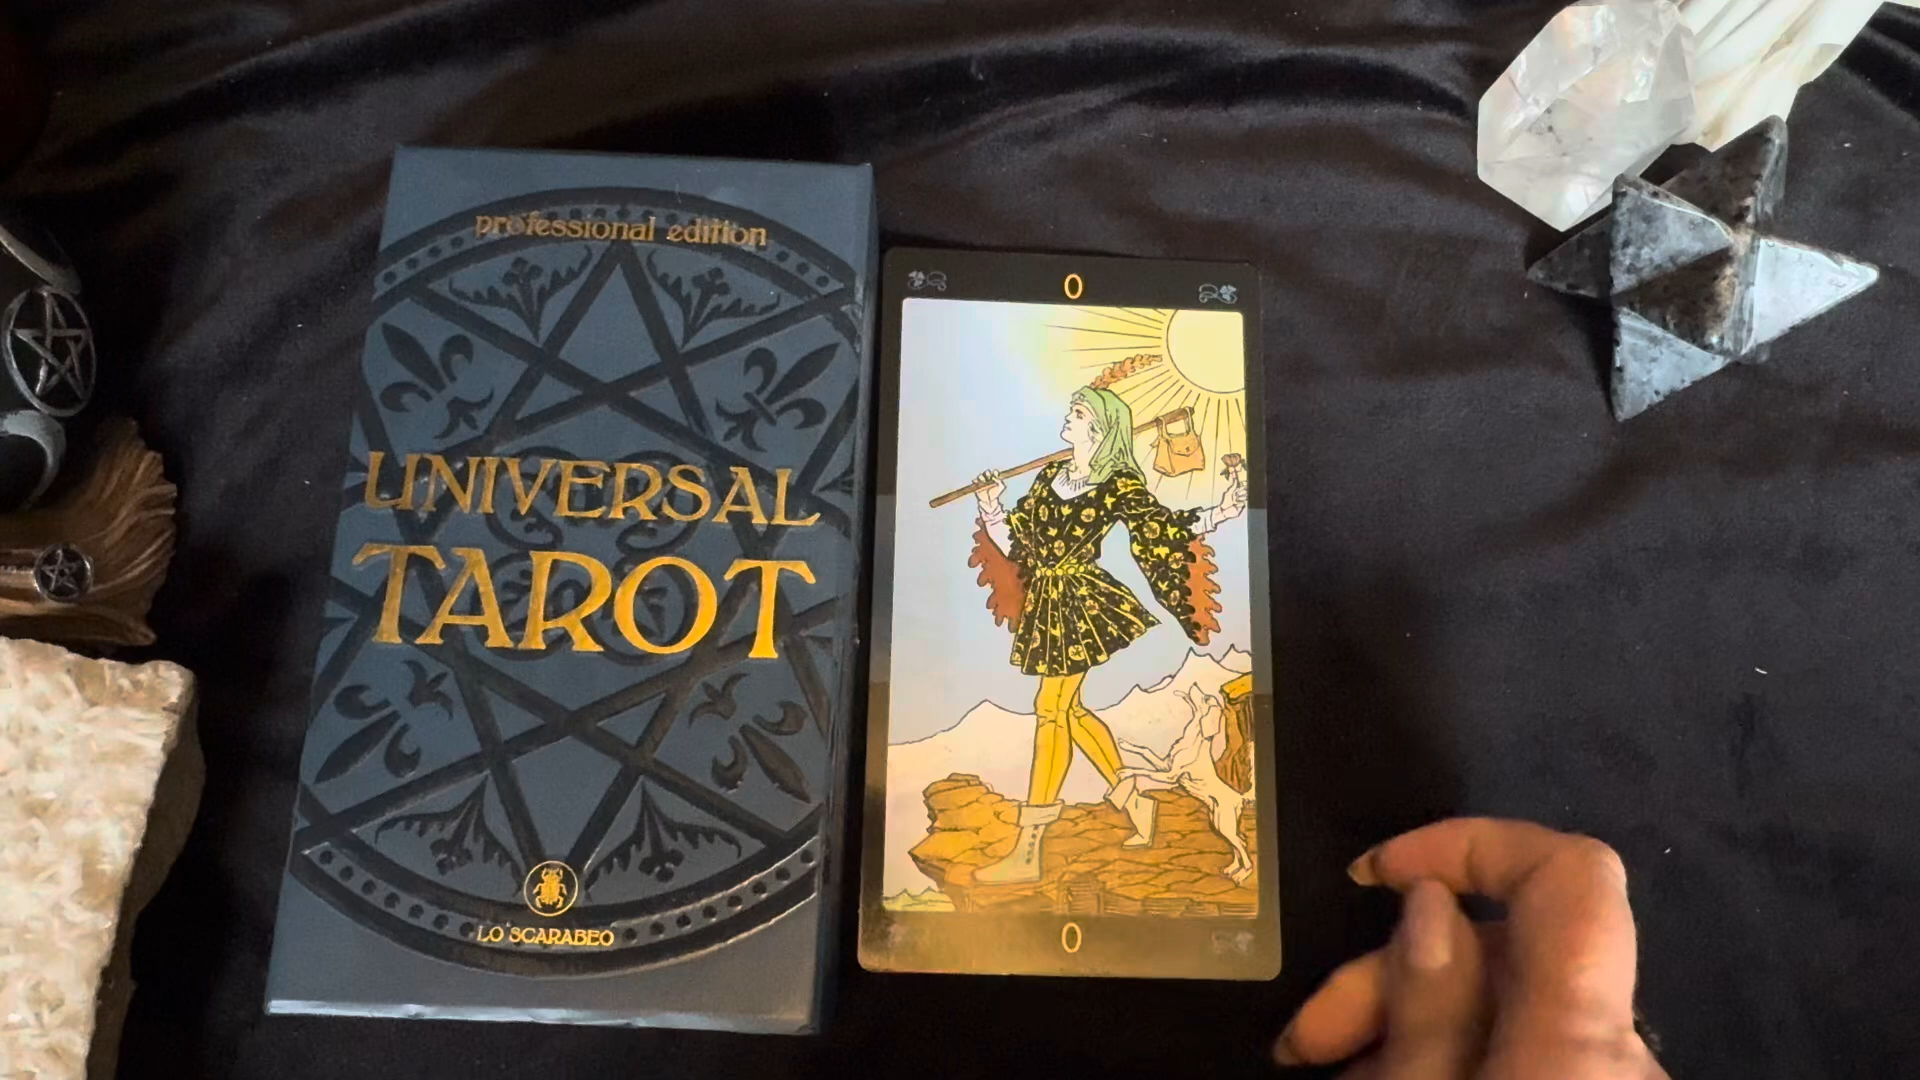 professional edition
UNIVERSAL
TAROT
LO SCARABEO
0
0